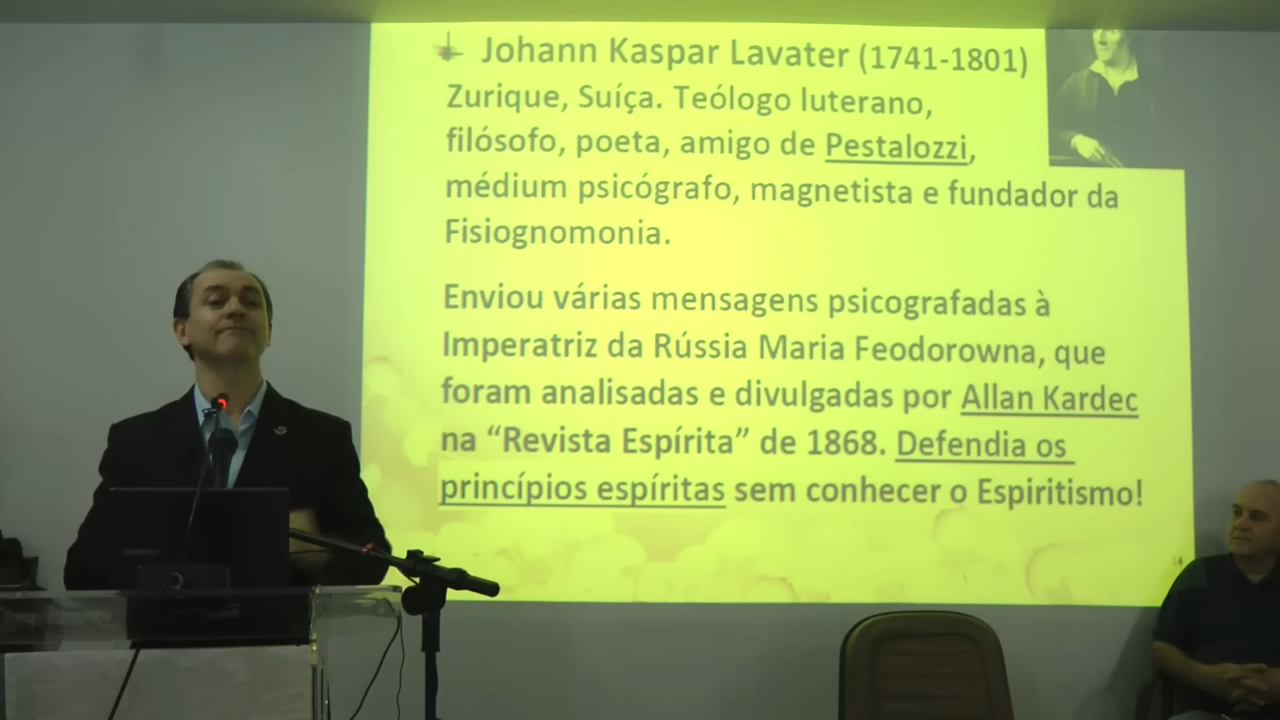 Johann Kaspar Lavater (1741-1801)
Zurique, Suíça. Teólogo luterano,
filósofo, poeta, amigo de Pestalozzi,
médium psicógrafo, magnetista e fundador da
Fisiognomonia.
Enviou várias mensagens psicografadas à
Imperatriz da Rússia Maria Feodorowna, que
foram analisadas e divulgadas por Allan Kardec
na “Revista Espírita” de 1868. Defendia os
princípios espíritas sem conhecer o Espiritismo!